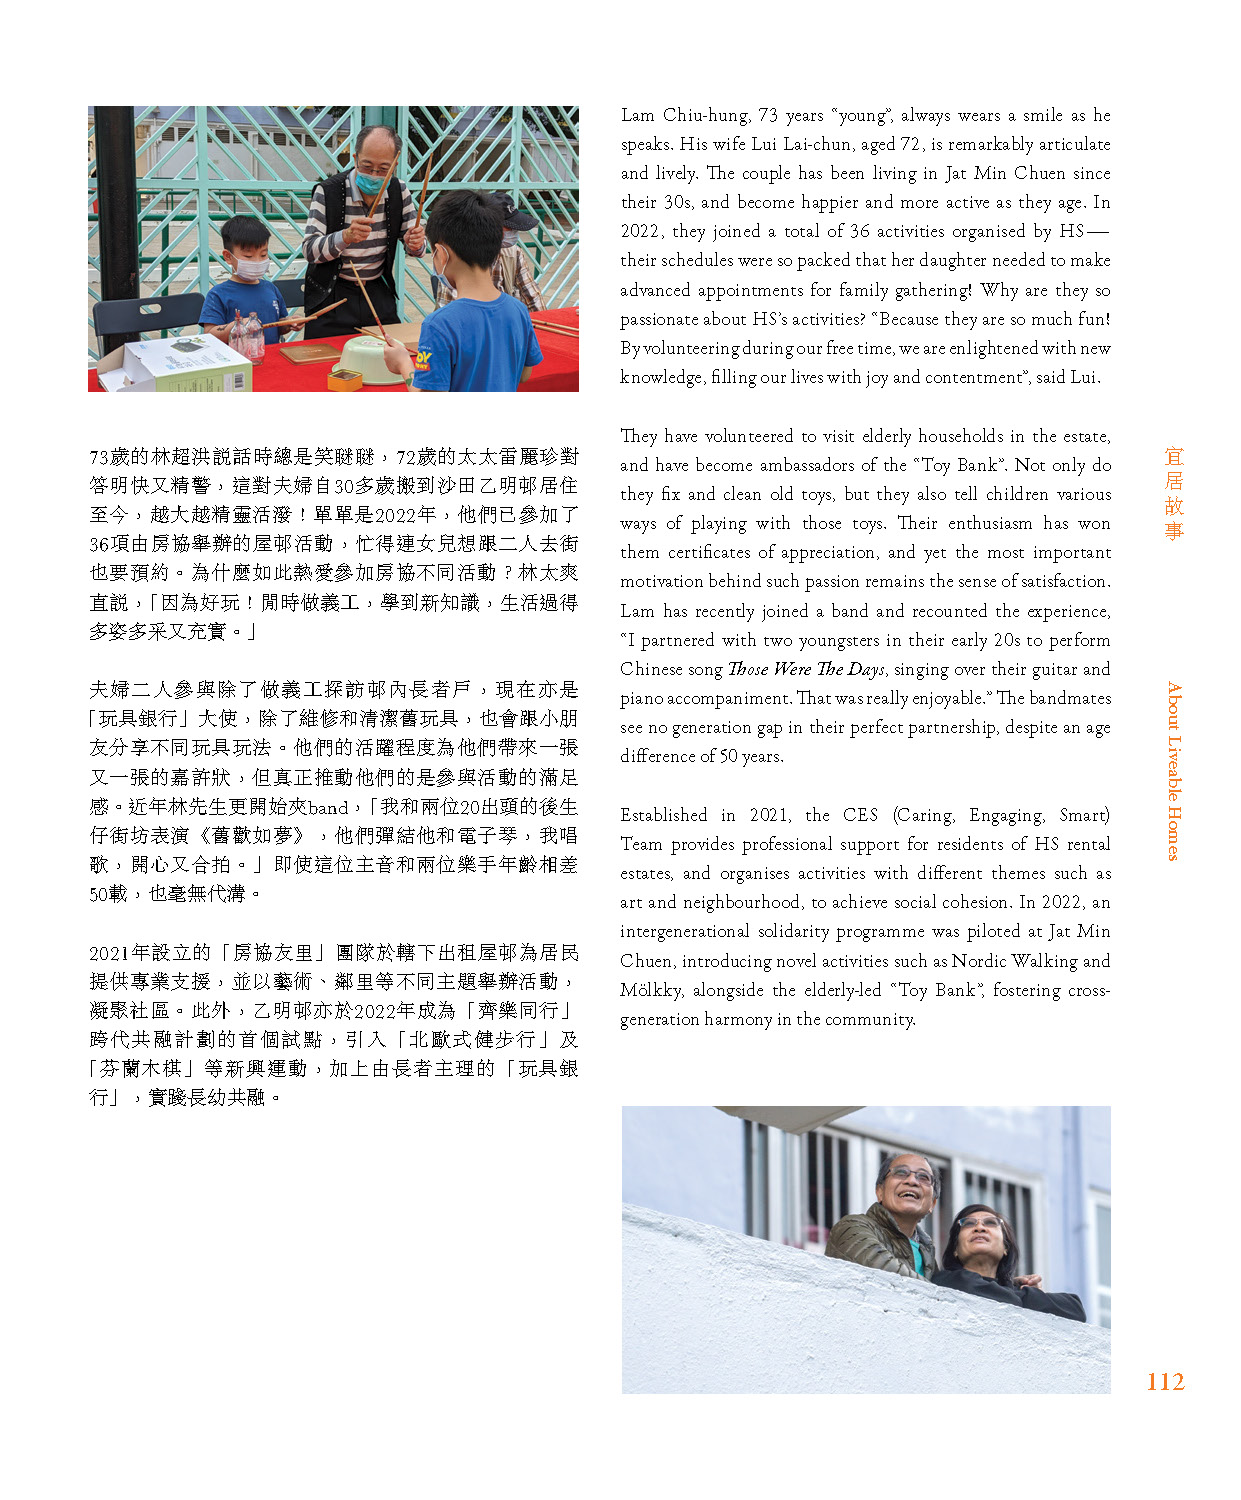 73歲的林超洪說話時總是笑瞇瞇，72歲的太太雷麗珍對
答明快又精警，這對夫婦自30多歲搬到沙田乙明邨居住
至今，越大越精靈活潑！單單是2022年，他們已參加了
36項由房協舉辦的屋邨活動，忙得連女兒想跟二人去街
也要預約。為什麼如此熱愛參加房協不同活動？林太爽
直說，「因為好玩！閒時做義工，學到新知識，生活過得
多姿多采又充實。」
夫婦二人參與除了做義工探訪邨內長者戶，現在亦是
「玩具銀行」大使，除了維修和清潔舊玩具，也會跟小朋
友分享不同玩具玩法。他們的活躍程度為他們帶來一張
又一張的嘉許狀，但真正推動他們的是參與活動的滿足
感。近年林先生更開始夾band，「我和兩位20出頭的後生
仔街坊表演《舊歡如夢》，他們彈結他和電子琴，我唱
歌，開心又合拍。」即使這位主音和兩位樂手年齡相差
50載，也毫無代溝。
2021年設立的「房協友里」團隊於轄下出租屋邨為居民
提供專業支援，並以藝術、鄰里等不同主題舉辦活動，
凝聚社區。此外，乙明邨亦於2022年成為「齊樂同行」
跨代共融計劃的首個試點，引入「北歐式健步行」及
「芬蘭木棋」等新興運動，加上由長者主理的「玩具銀
行」，實踐長幼共融。
Lam Chiu-hung, 73 years “young”, always wears a smile as he
speaks. His wife Lui Lai-chun, aged 72, is remarkably articulate
and lively. The couple has been living in Jat Min Chuen since
their 30s, and become happier and more active as they age. In
2022, they joined a total of 36 activities organised by HS—
their schedules were so packed that her daughter needed to make
advanced appointments for family gathering! Why are they so
passionate about HS’s activities? “Because they are so much fun!
By volunteering during our free time, we are enlightened with new
knowledge, filling our lives with joy and contentment”, said Lui.
They have volunteered to visit elderly households in the estate,
and have become ambassadors of the “Toy Bank”. Not only do
they fix and clean old toys, but they also tell children various
ways of playing with those toys. Their enthusiasm has won
them certificates of appreciation, and yet the most important
motivation behind such passion remains the sense of satisfaction.
Lam has recently joined a band and recounted the experience,
“I partnered with two youngsters in their early 20s to perform
Chinese song Those Were The Days, singing over their guitar and
piano accompaniment. That was really enjoyable.” The bandmates
see no generation gap in their perfect partnership, despite an age
difference of 50 years.
Established in 2021, the CES (Caring, Engaging, Smart)
Team provides professional support for residents of HS rental
estates, and organises activities with different themes such as
art and neighbourhood, to achieve social cohesion. In 2022, an
intergenerational solidarity programme was piloted at Jat Min
Chuen, introducing novel activities such as Nordic Walking and
Mölkky, alongside the elderly-led “Toy Bank”, fostering cross-
generation harmony in the community.
宜居故事
About Liveable Homes
112